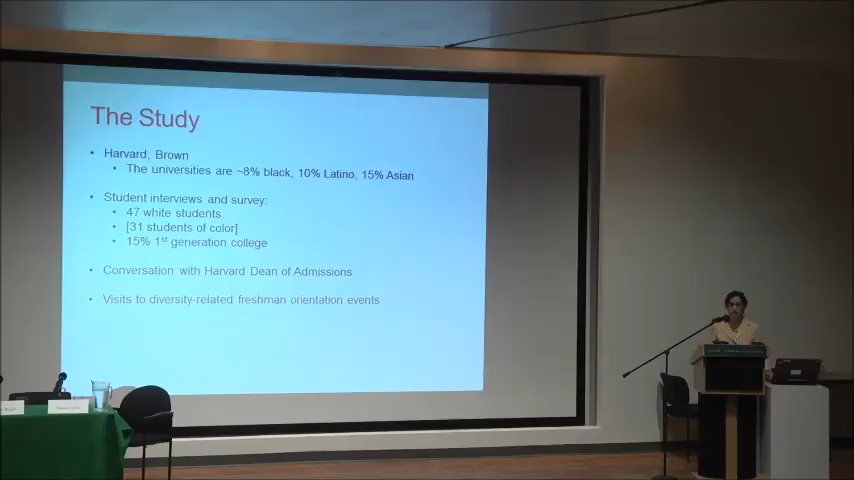 The Study
• Harvard, Brown
• The universities are ~8% black, 10% Latino, 15% Asian
• Student interviews and survey:
• 47 white students
• [31 students of color]
• 15% 1st generation college
• Conversation with Harvard Dean of Admissions
• Visits to diversity-related freshman orientation events